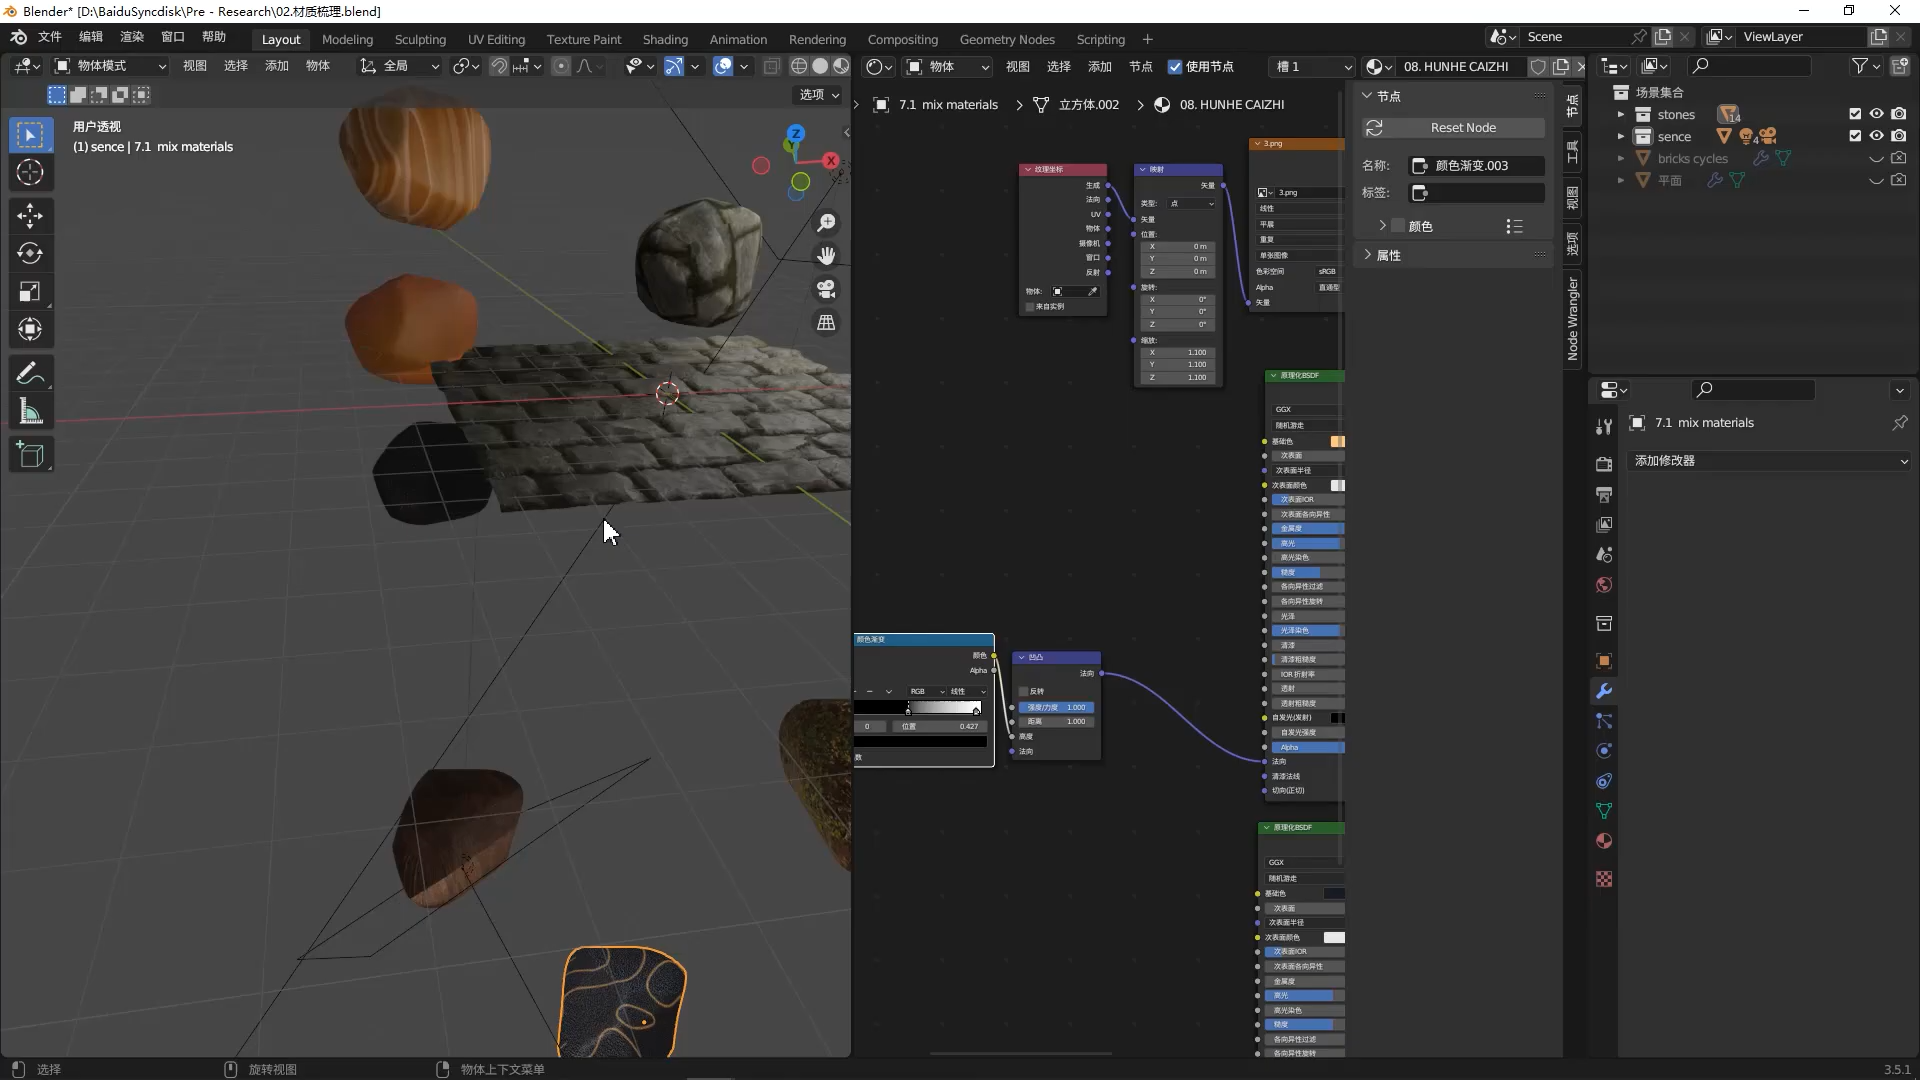 Blender* [D:\BaiduSyncdisk\Pre - Research\02.材质梳理.blend]
文件 编辑 渲染 窗口 帮助 Layout Modeling Sculpting UV Editing Texture Paint Shading Animation Rendering Compositing Geometry Nodes Scripting + Scene ViewLayer
物体模式 视图 选择 添加 物体 全局
选项
用户透视
(1) sence | 7.1 mix materials
Z
X
Y
物体 视图 选择 添加 节点 使用节点 槽 1 08. HUNHE CAIZHI
7.1 mix materials > 立方体.002 > 08. HUNHE CAIZHI
纹理坐标
生成
法向
UV
物体
摄像机
窗口
反射
物体:
来自实例
映射
矢量
类型: 点
矢量
位置:
X 0 m
Y 0 m
Z 0 m
旋转:
X 0°
Y 0°
Z 0°
缩放:
X 1.100
Y 1.100
Z 1.100
3.png
3.png
线性
平展
重复
单张图像
色彩空间 sRGB
Alpha 直通型
矢量
原理化BSDF
GGX
随机游走
基础色
次表面
次表面半径
次表面颜色
次表面IOR
次表面各向异性
金属度
高光
高光染色
糙度
各向异性过滤
各向异性旋转
光泽
光泽染色
清漆
清漆粗糙度
IOR 折射率
透射
透射粗糙度
自发光(发射)
自发光强度
Alpha
法向
清漆法线
切向(正切)
颜色渐变
颜色
Alpha
RGB 线性
0 位置 0.427
数
凹凸
法向
反转
强度/力度 1.000
距离 1.000
高度
法向
原理化BSDF
GGX
随机游走
基础色
次表面
次表面半径
次表面颜色
次表面IOR
次表面各向异性
金属度
高光
高光染色
糙度
各向异性过滤
各向异性旋转
节点
Reset Node
名称: 颜色渐变.003
标签:
颜色
属性
节点
工具
视图
选项
Node Wrangler
场景集合
stones 14
sence 4
bricks cycles
平面
7.1 mix materials
添加修改器
选择 旋转视图 物体上下文菜单 3.5.1